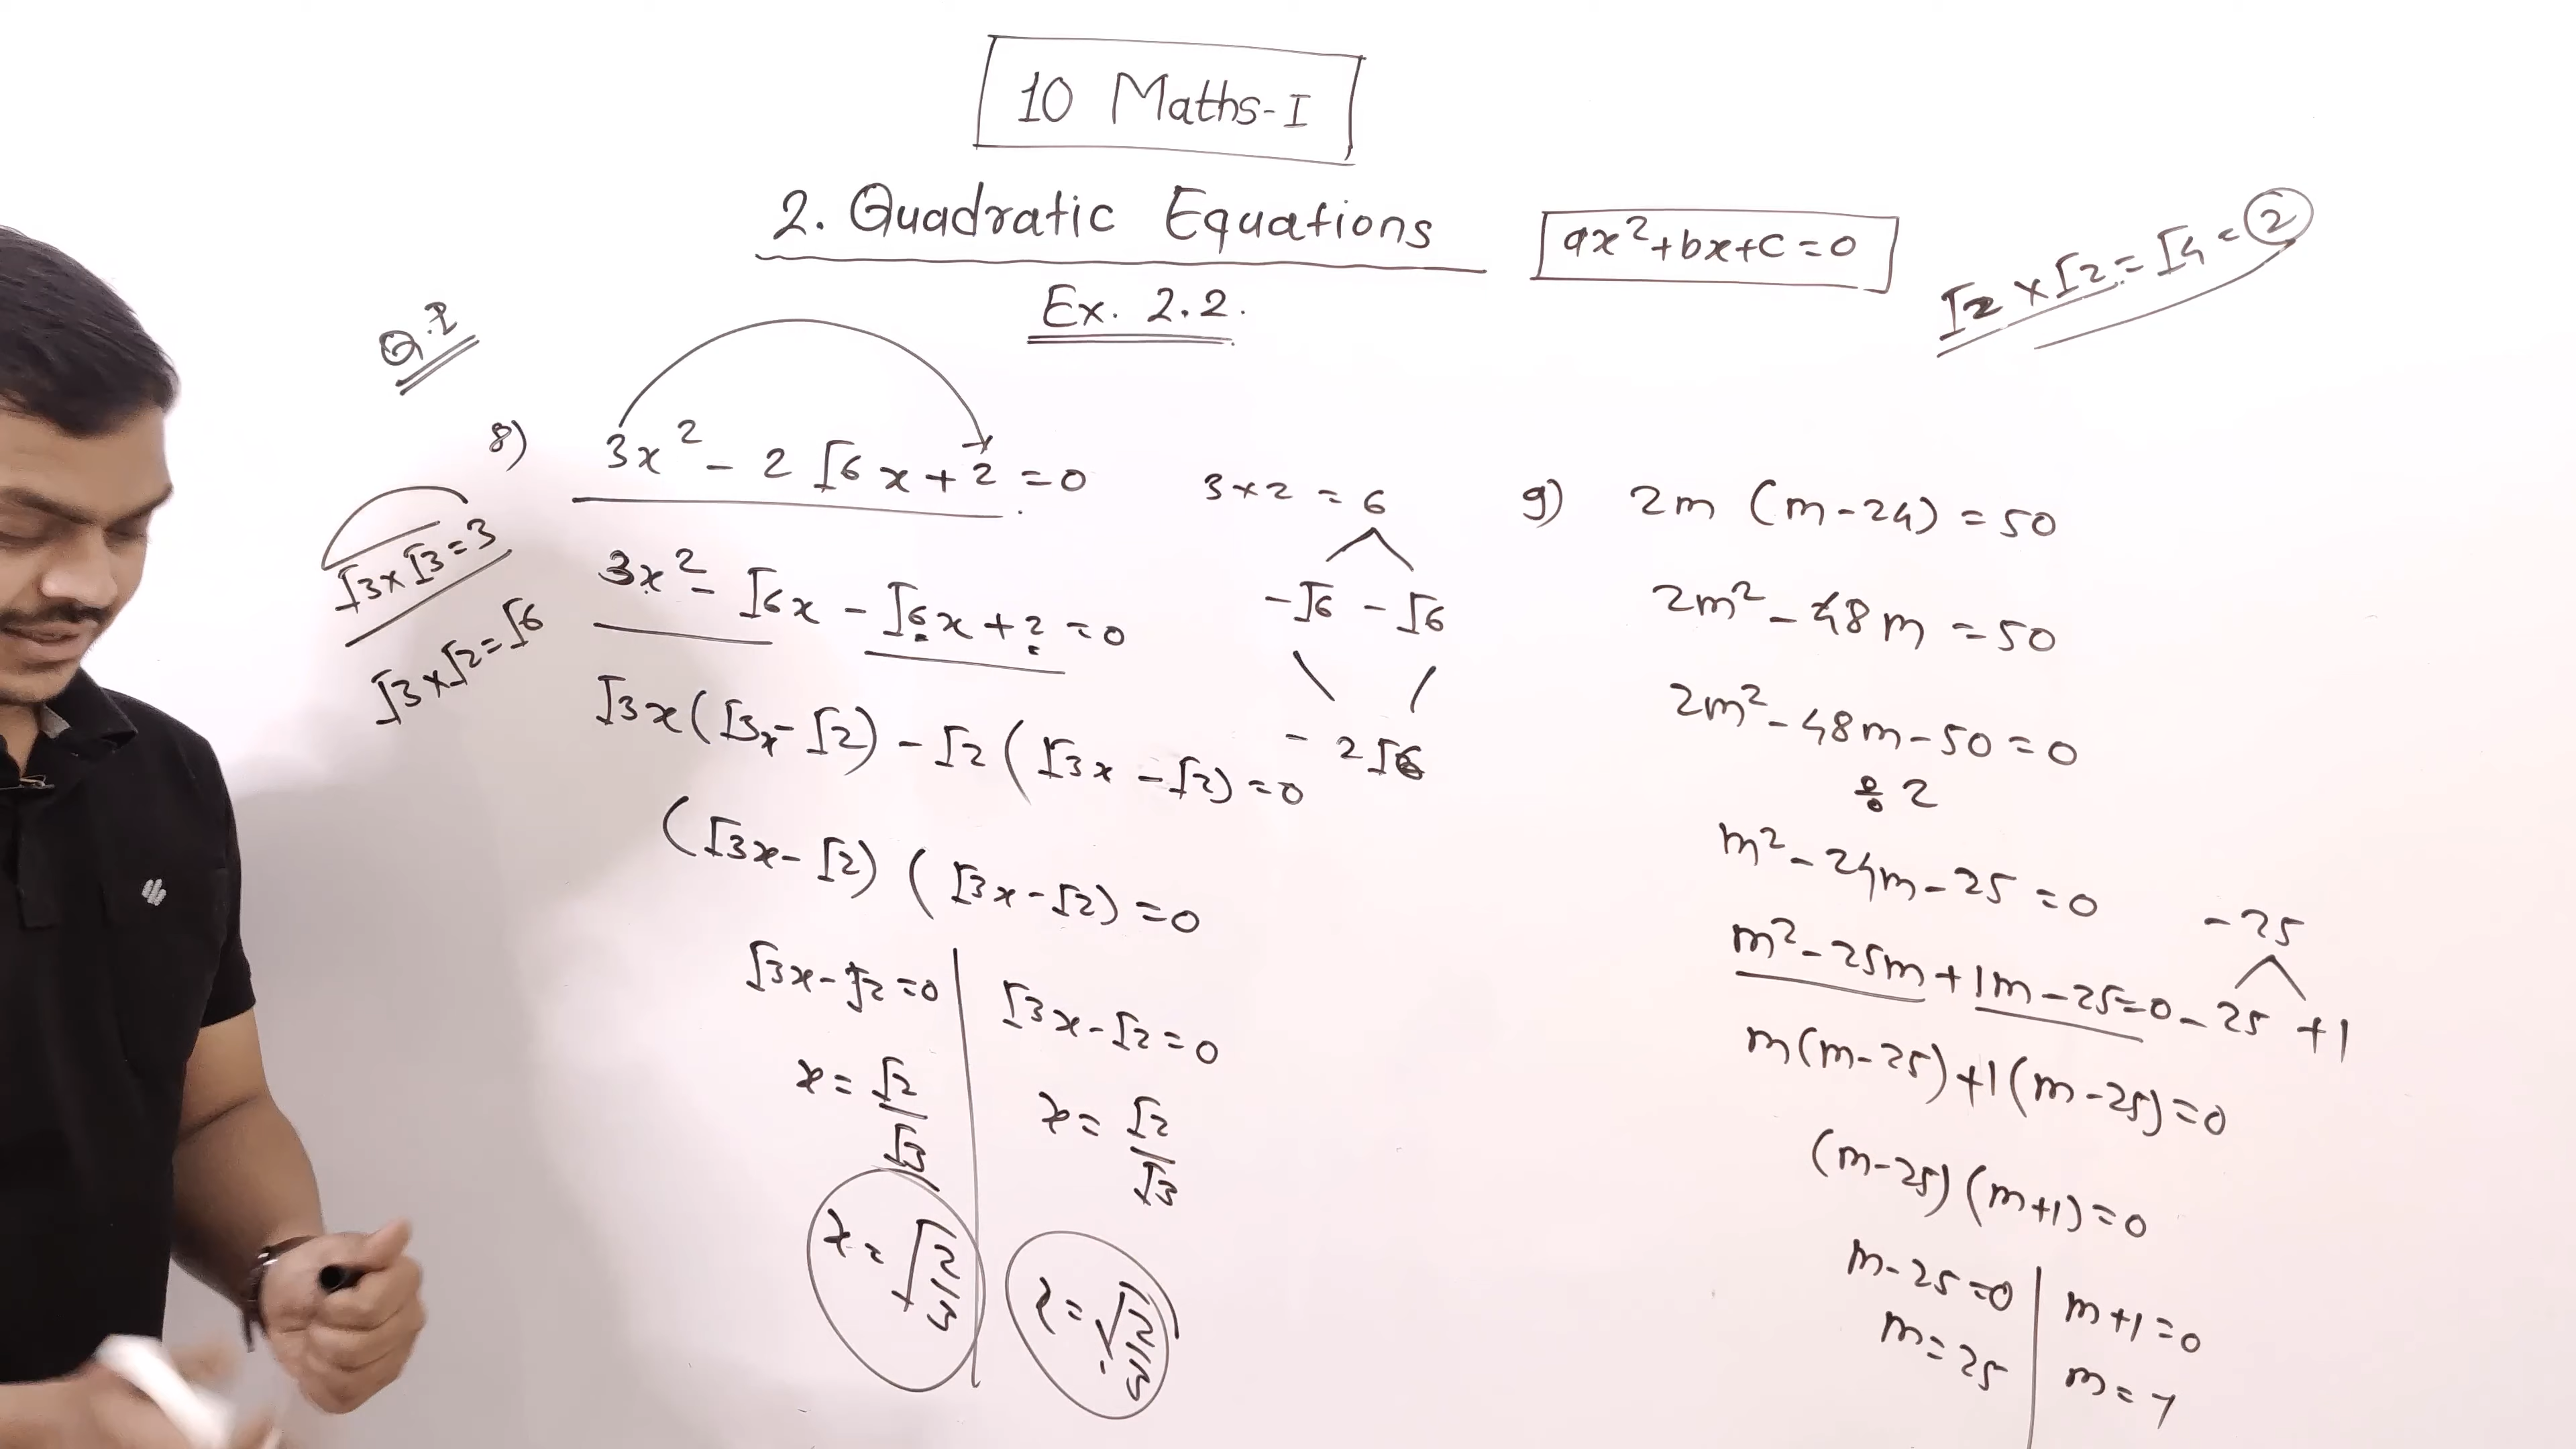 10 Maths-I
2. Quadratic Equations
ax²+bx+c=0
√2 × √2 = √4 = 2
Ex. 2.2.
8) 3x² - 2√6x + 2 = 0
√3 × √3 = 3
√3 × √2 = √6
3x² - √6x - √6x + 2 = 0
√3x(√3x - √2) - √2(√3x - √2) = 0
(√3x - √2) (√3x - √2) = 0
√3x - √2 = 0
x = √2/√3
x = √2/3
√3x - √2 = 0
x = √2/√3
x = √2/3
3 × 2 = 6
-√6 -√6
- 2√6
9) 2m (m - 24) = 50
2m² - 48m = 50
2m² - 48m - 50 = 0
÷ 2
m² - 24m - 25 = 0
m² - 25m + 1m - 25 = 0
m(m - 25) + 1(m - 25) = 0
(m - 25) (m + 1) = 0
m - 25 = 0
m = 25
m + 1 = 0
-25
-25 +1